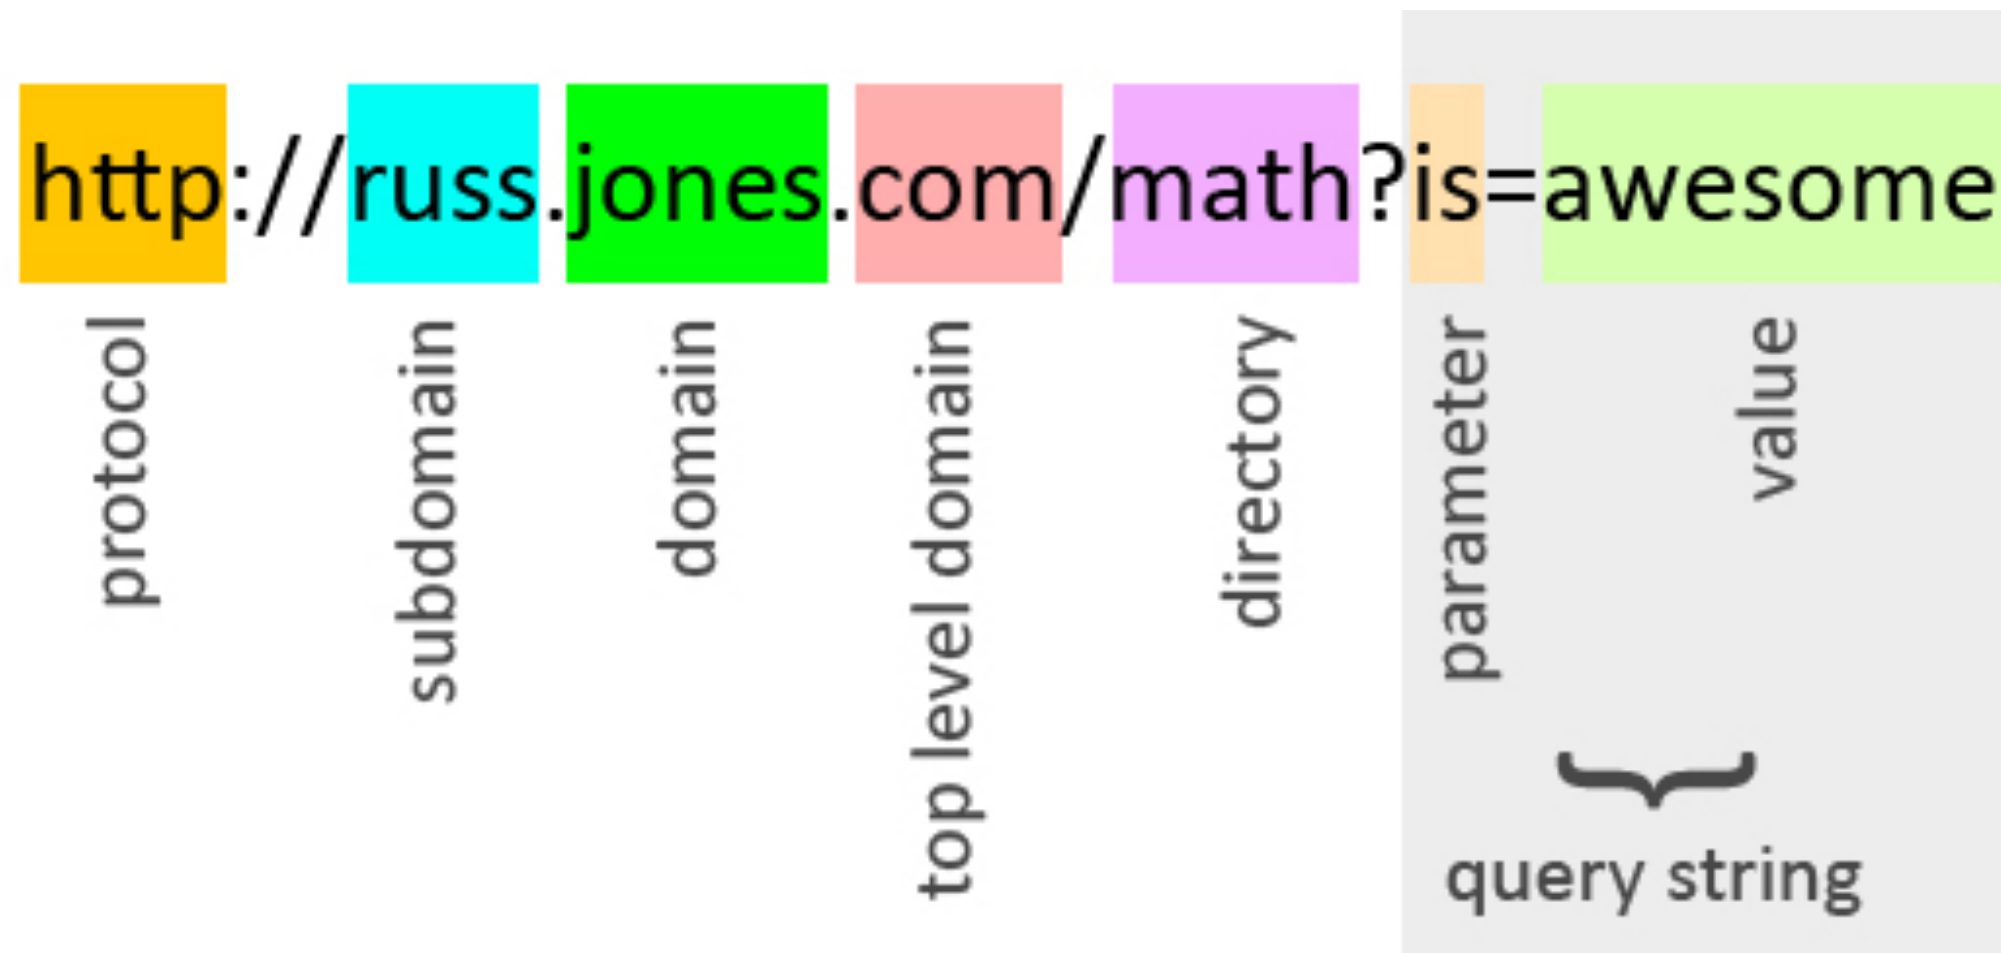 http://russ.jones.com/math?is=awesome
protocol
subdomain
domain
top level domain
directory
parameter
value
query string